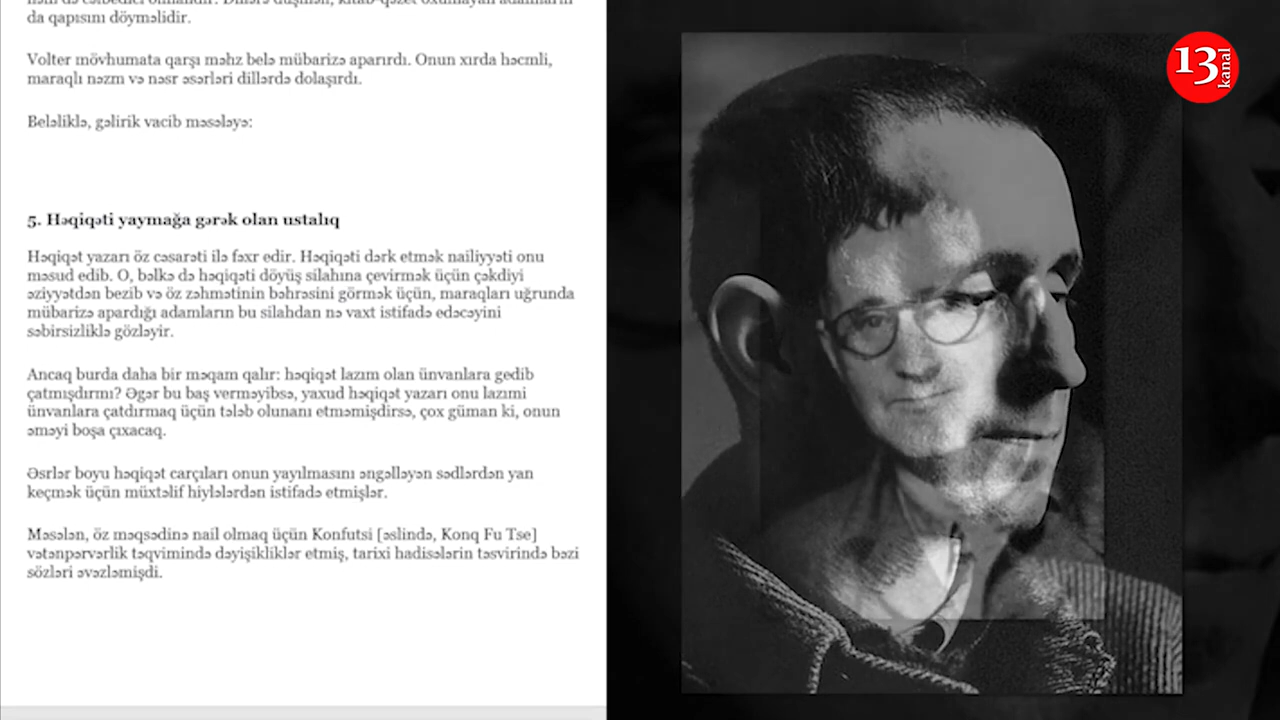 da qapısını döyməlidir.
Volter mövhumata qarşı məhz belə mübarizə aparırdı. Onun xırda həcmli,
maraqlı nəzm və nəsr əsərləri dillərdə dolaşırdı.
Beləliklə, gəlirik vacib məsələyə:
5. Həqiqəti yaymağa gərək olan ustalıq
Həqiqət yazarı öz cəsarəti ilə fəxr edir. Həqiqəti dərk etmək nailiyyəti onu
məsud edib. O, bəlkə də həqiqəti döyüş silahına çevirmək üçün çəkdiyi
əziyyətdən bezib və öz zəhmətinin bəhrəsini görmək üçün, maraqları uğrunda
mübarizə apardığı adamların bu silahdan nə vaxt istifadə edəcəyini
səbirsizliklə gözləyir.
Ancaq burda daha bir məqam qalır: həqiqət lazım olan ünvanlara gedib
çatmışdırmı? Əgər bu baş verməyibsə, yaxud həqiqət yazarı onu lazımi
ünvanlara çatdırmaq üçün tələb olunanı etməmişdirsə, çox güman ki, onun
əməyi boşa çıxacaq.
Əsrlər boyu həqiqət carçıları onun yayılmasını əngəlləyən sədlərdən yan
keçmək üçün müxtəlif hiylələrdən istifadə etmişlər.
Məsələn, öz məqsədinə nail olmaq üçün Konfutsi [əslində, Konq Fu Tse]
vətənpərvərlik təqvimində dəyişikliklər etmiş, tarixi hadisələrin təsvirində bəzi
sözləri əvəzləmişdi.
13 kanal